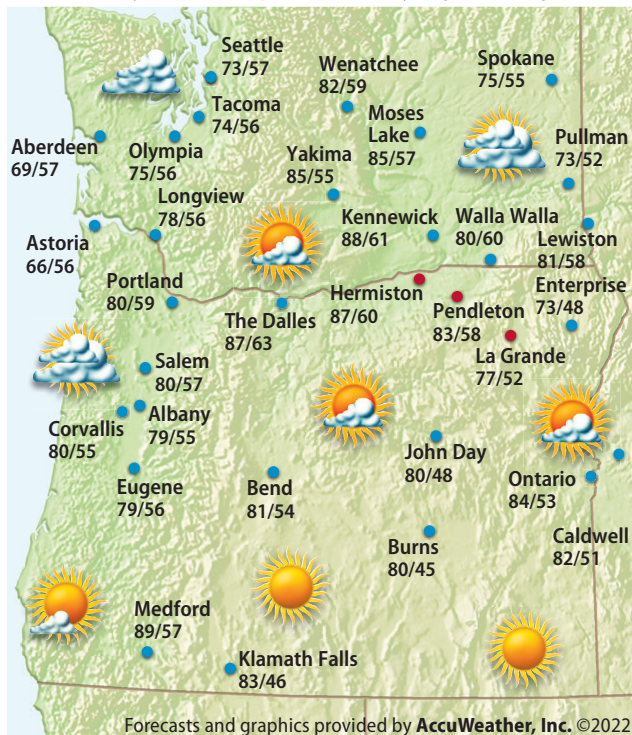 Seattle
73/57
Wenatchee
82/59
Spokane
75/55
Tacoma
74/56
Moses
Lake
85/57
Aberdeen
69/57
Olympia
75/56
Yakima
85/55
Pullman
73/52
Longview
78/56
Kennewick
88/61
Walla Walla
80/60
Lewiston
81/58
Astoria
66/56
Portland
80/59
The Dalles
87/63
Hermiston
87/60
Pendleton
83/58
Enterprise
73/48
La Grande
77/52
Salem
80/57
Albany
79/55
Corvallis
80/55
John Day
80/48
Ontario
84/53
Eugene
79/56
Bend
81/54
Caldwell
82/51
Burns
80/45
Medford
89/57
Klamath Falls
83/46
Forecasts and graphics provided by AccuWeather, Inc. ©2022